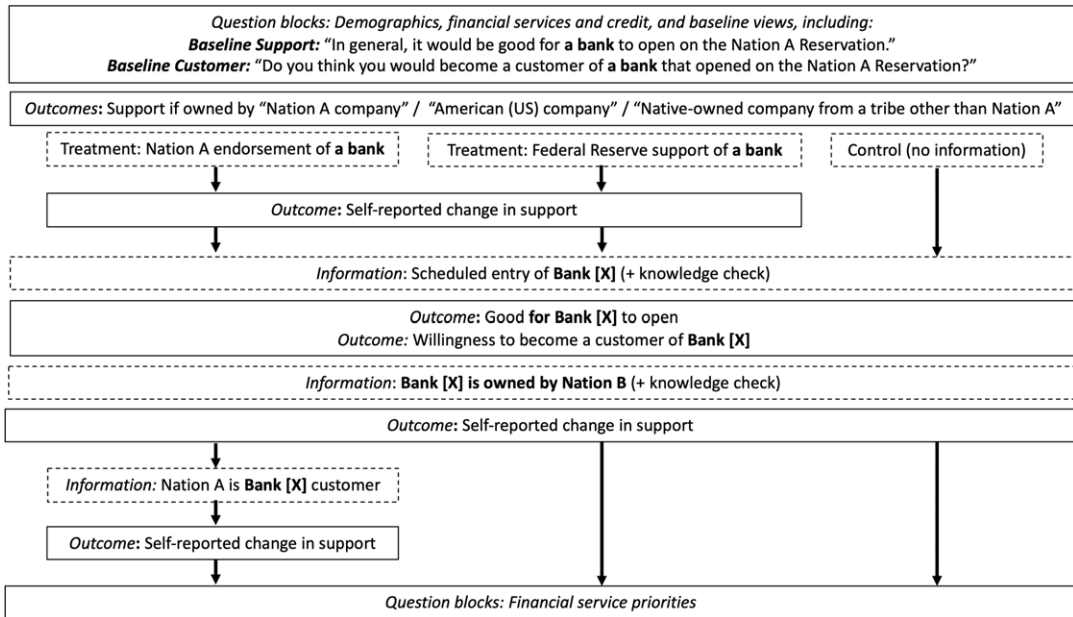 Question blocks: Demographics, financial services and credit, and baseline views, including:
Baseline Support: “In general, it would be good for a bank to open on the Nation A Reservation.”
Baseline Customer: “Do you think you would become a customer of a bank that opened on the Nation A Reservation?”
Outcomes: Support if owned by “Nation A company” / “American (US) company” / “Native-owned company from a tribe other than Nation A”
Treatment: Nation A endorsement of a bank
Treatment: Federal Reserve support of a bank
Control (no information)
Outcome: Self-reported change in support
Information: Scheduled entry of Bank [X] (+ knowledge check)
Outcome: Good for Bank [X] to open
Outcome: Willingness to become a customer of Bank [X]
Information: Bank [X] is owned by Nation B (+ knowledge check)
Outcome: Self-reported change in support
Information: Nation A is Bank [X] customer
Outcome: Self-reported change in support
Question blocks: Financial service priorities